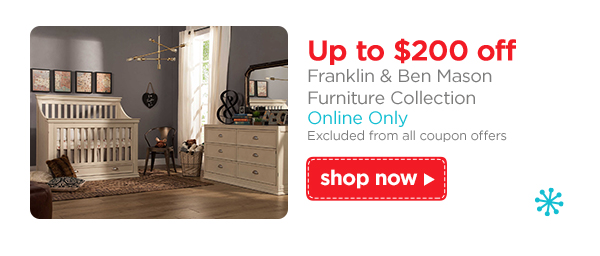 Up to $200 off
Franklin & Ben Mason
Furniture Collection
Online Only
Excluded from all coupon offers
shop now
&